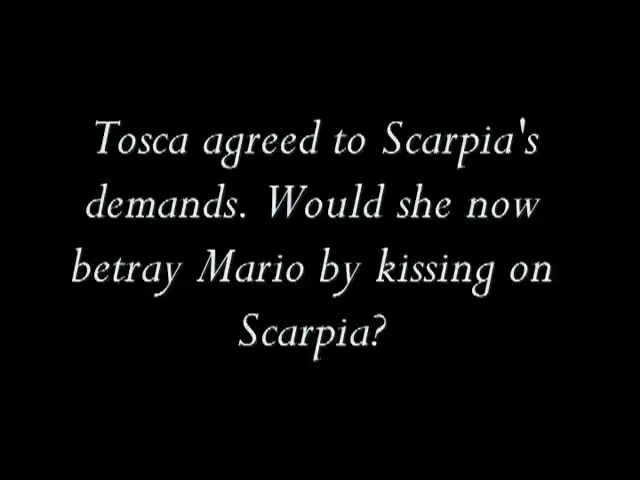 Tosca agreed to Scarpia's
demands. Would she now
betray Mario by kissing on
Scarpia?